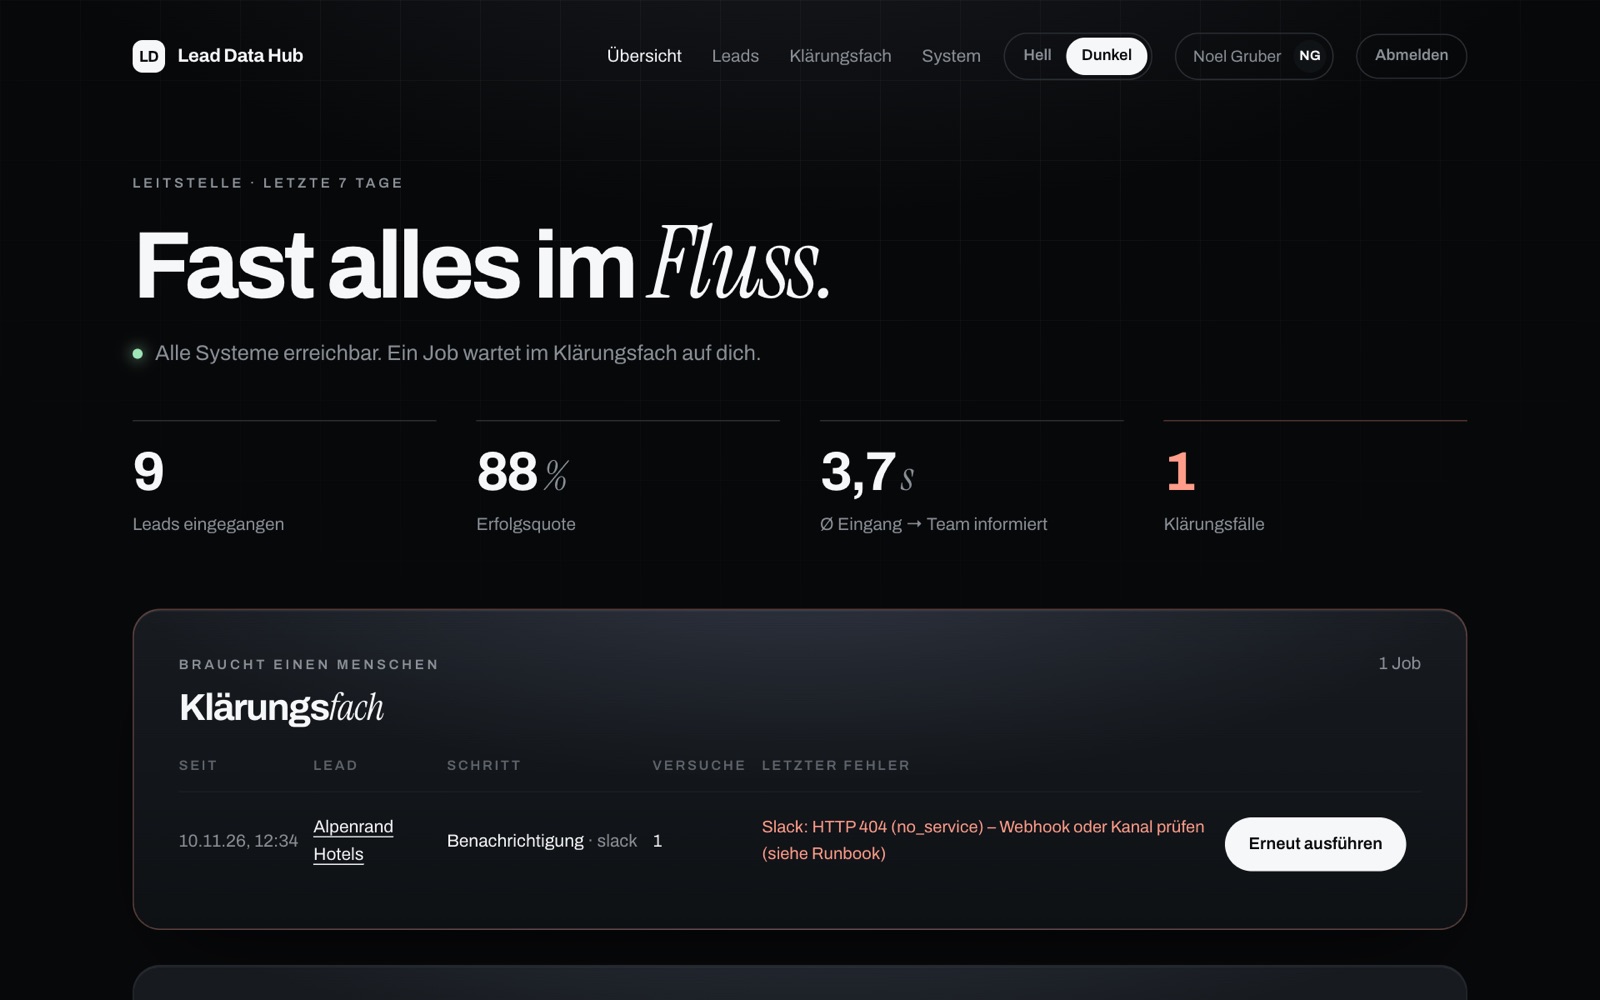 LD Lead Data Hub
Übersicht Leads Klärungsfach System Hell Dunkel Noel Gruber NG Abmelden
LEITSTELLE · LETZTE 7 TAGE
Fast alles im Fluss.
Alle Systeme erreichbar. Ein Job wartet im Klärungsfach auf dich.
9
Leads eingegangen
88 %
Erfolgsquote
3,7 s
Ø Eingang → Team informiert
1
Klärungsfälle
BRAUCHT EINEN MENSCHEN
1 Job
Klärungsfach
SEIT LEAD SCHRITT VERSUCHE LETZTER FEHLER
10.11.26, 12:34
Alpenrand
Hotels
Benachrichtigung · slack
1
Slack: HTTP 404 (no_service) – Webhook oder Kanal prüfen
(siehe Runbook)
Erneut ausführen